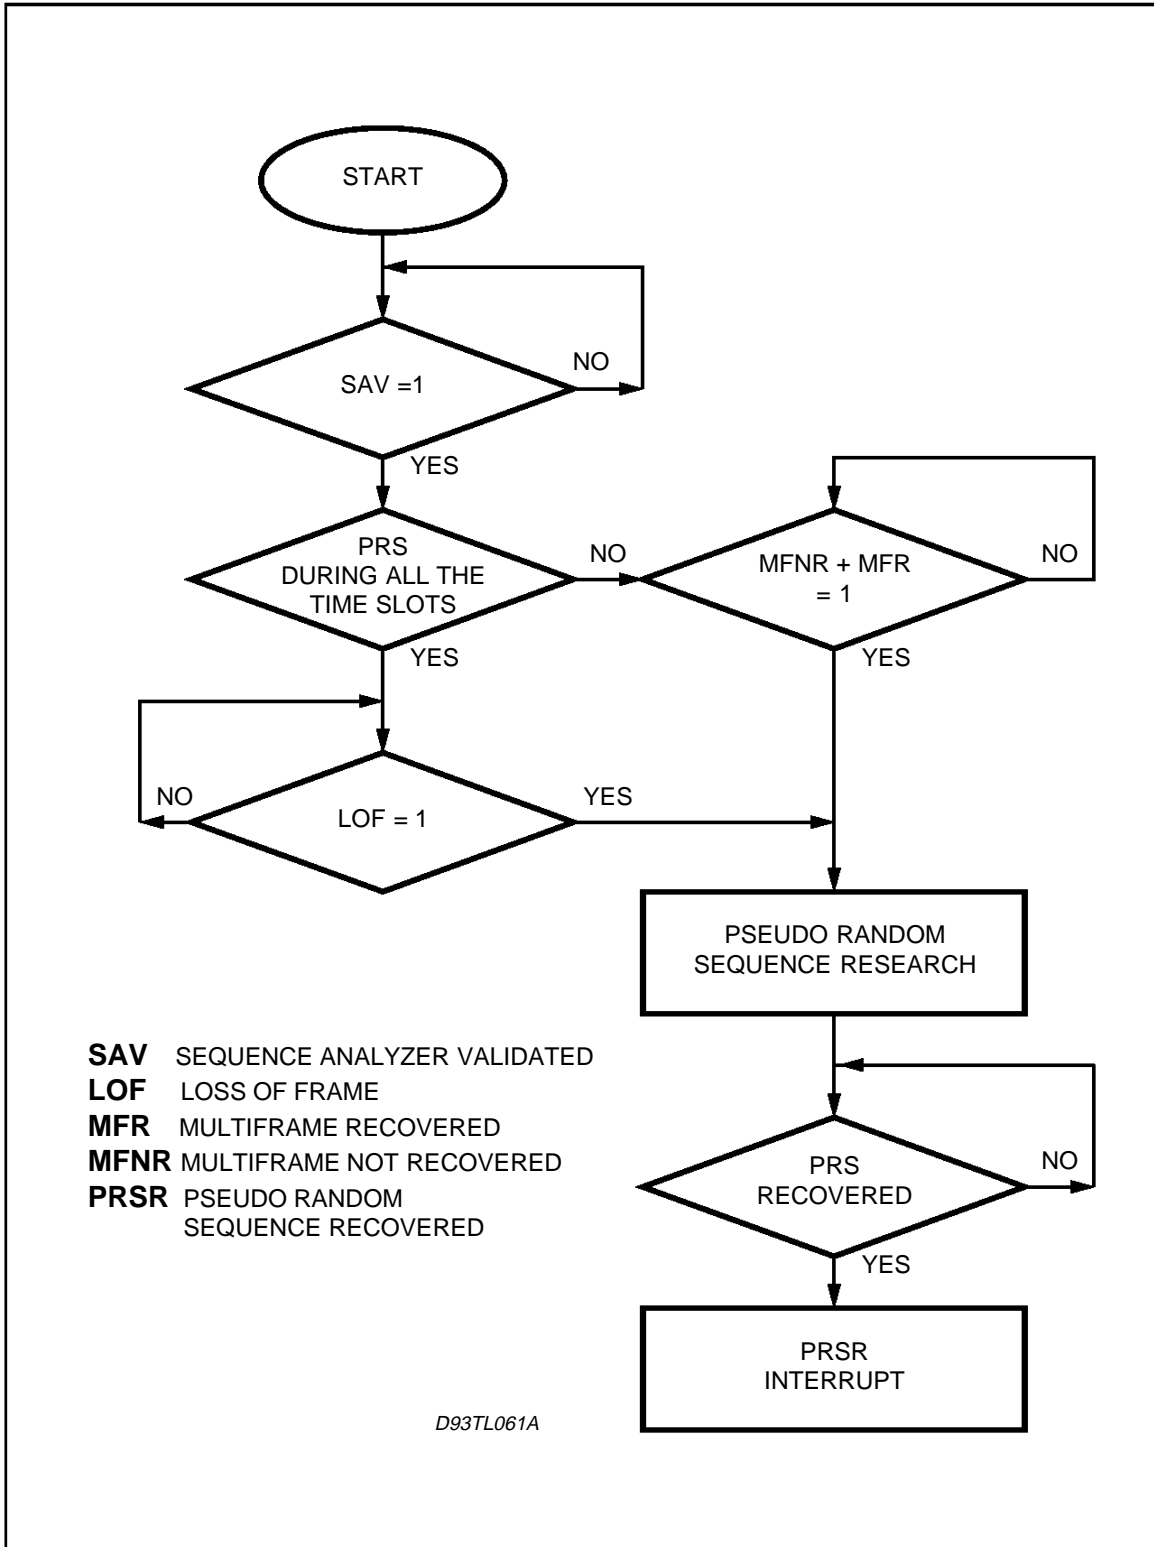 START
NO
SAV =1
YES
PRS
DURING ALL THE
TIME SLOTS
NO
MFNR + MFR
= 1
NO
YES
YES
NO
LOF = 1
YES
PSEUDO RANDOM
SEQUENCE RESEARCH
SAV SEQUENCE ANALYZER VALIDATED
LOF LOSS OF FRAME
MFR MULTIFRAME RECOVERED
MFNR MULTIFRAME NOT RECOVERED
PRSR PSEUDO RANDOM
SEQUENCE RECOVERED
PRS
RECOVERED
NO
YES
PRSR
INTERRUPT
D93TL061A